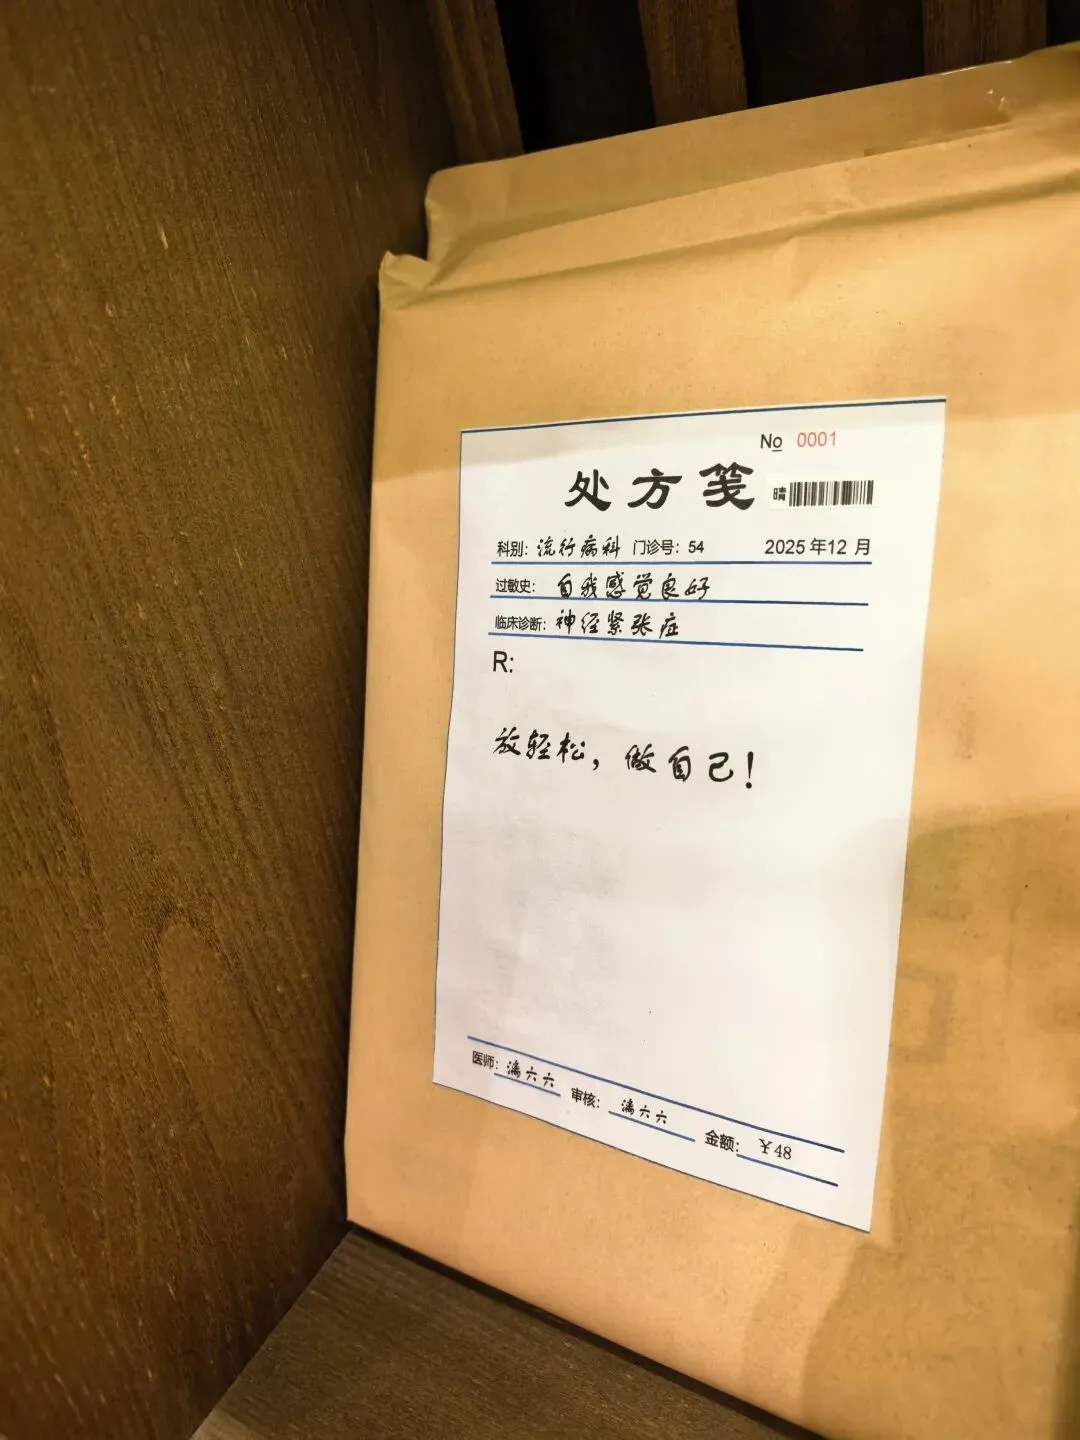 No 0001
处方笺 晴
科别：流行病科 门诊号：54 2025年12月
过敏史：自我感觉良好
临床诊断：神经紧张症
R:
放轻松，做自己！
医师：漓六六 审核：漓六六 金额：￥48